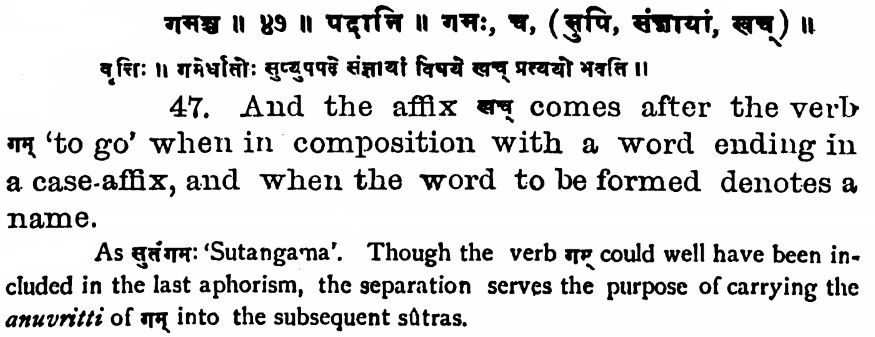 गमश्च ॥ ४७ ॥ पदानि ॥ गमः, च, (सुपि, संज्ञायां, खच्) ॥
वृत्तिः ॥ गमेर्धातोः सुप्युपपदे संज्ञायां विषये खच् प्रत्ययो भवति ॥
47. And the affix खच् comes after the verb
गम् ‘to go’ when in composition with a word ending in
a case-affix, and when the word to be formed denotes a
name.
As सुतंगमः ‘Sutangama’. Though the verb गम् could well have been in-
cluded in the last aphorism, the separation serves the purpose of carrying the
anuvritti of गम् into the subsequent sûtras.